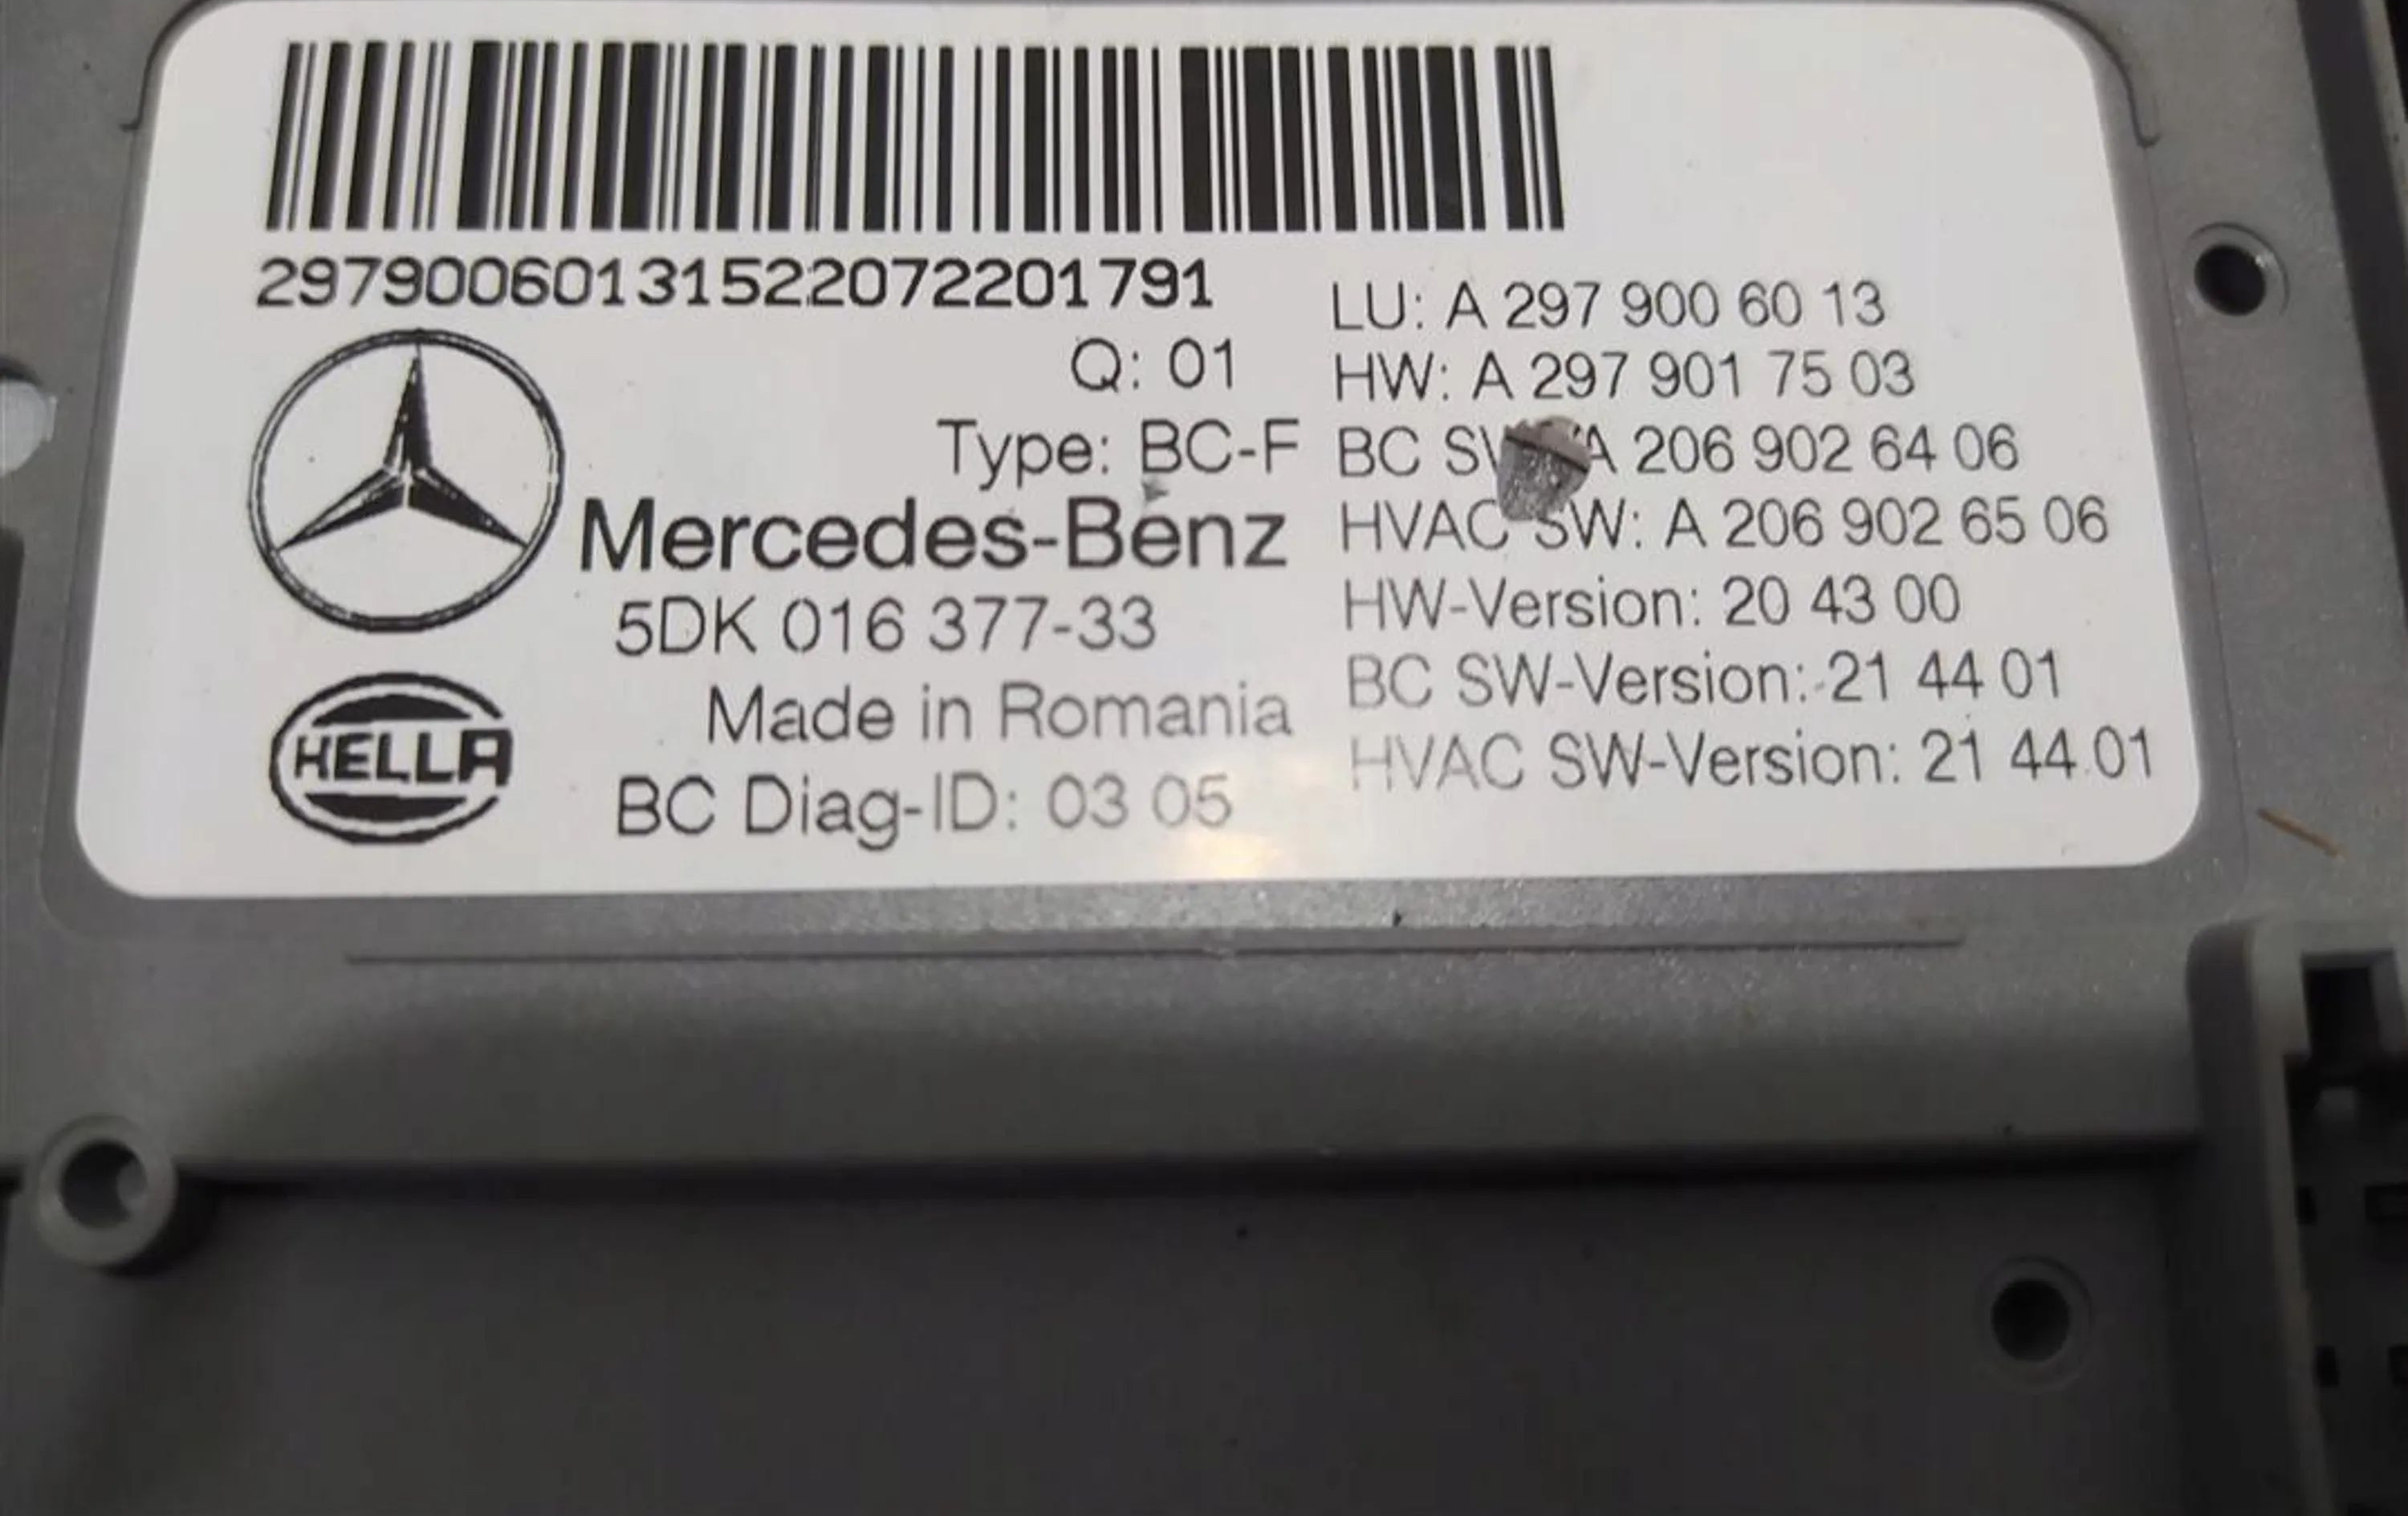 29790060131522072201791
Q: 01
Type: BC-F
Mercedes-Benz
5DK 016 377-33
Made in Romania
HELLA
BC Diag-ID: 03 05
LU: A 297 900 60 13
HW: A 297 901 75 03
BC A 206 902 64 06
HVAC SW: A 206 902 65 06
HW-Version: 20 43 00
BC SW-Version: 21 44 01
HVAC SW-Version: 21 44 01